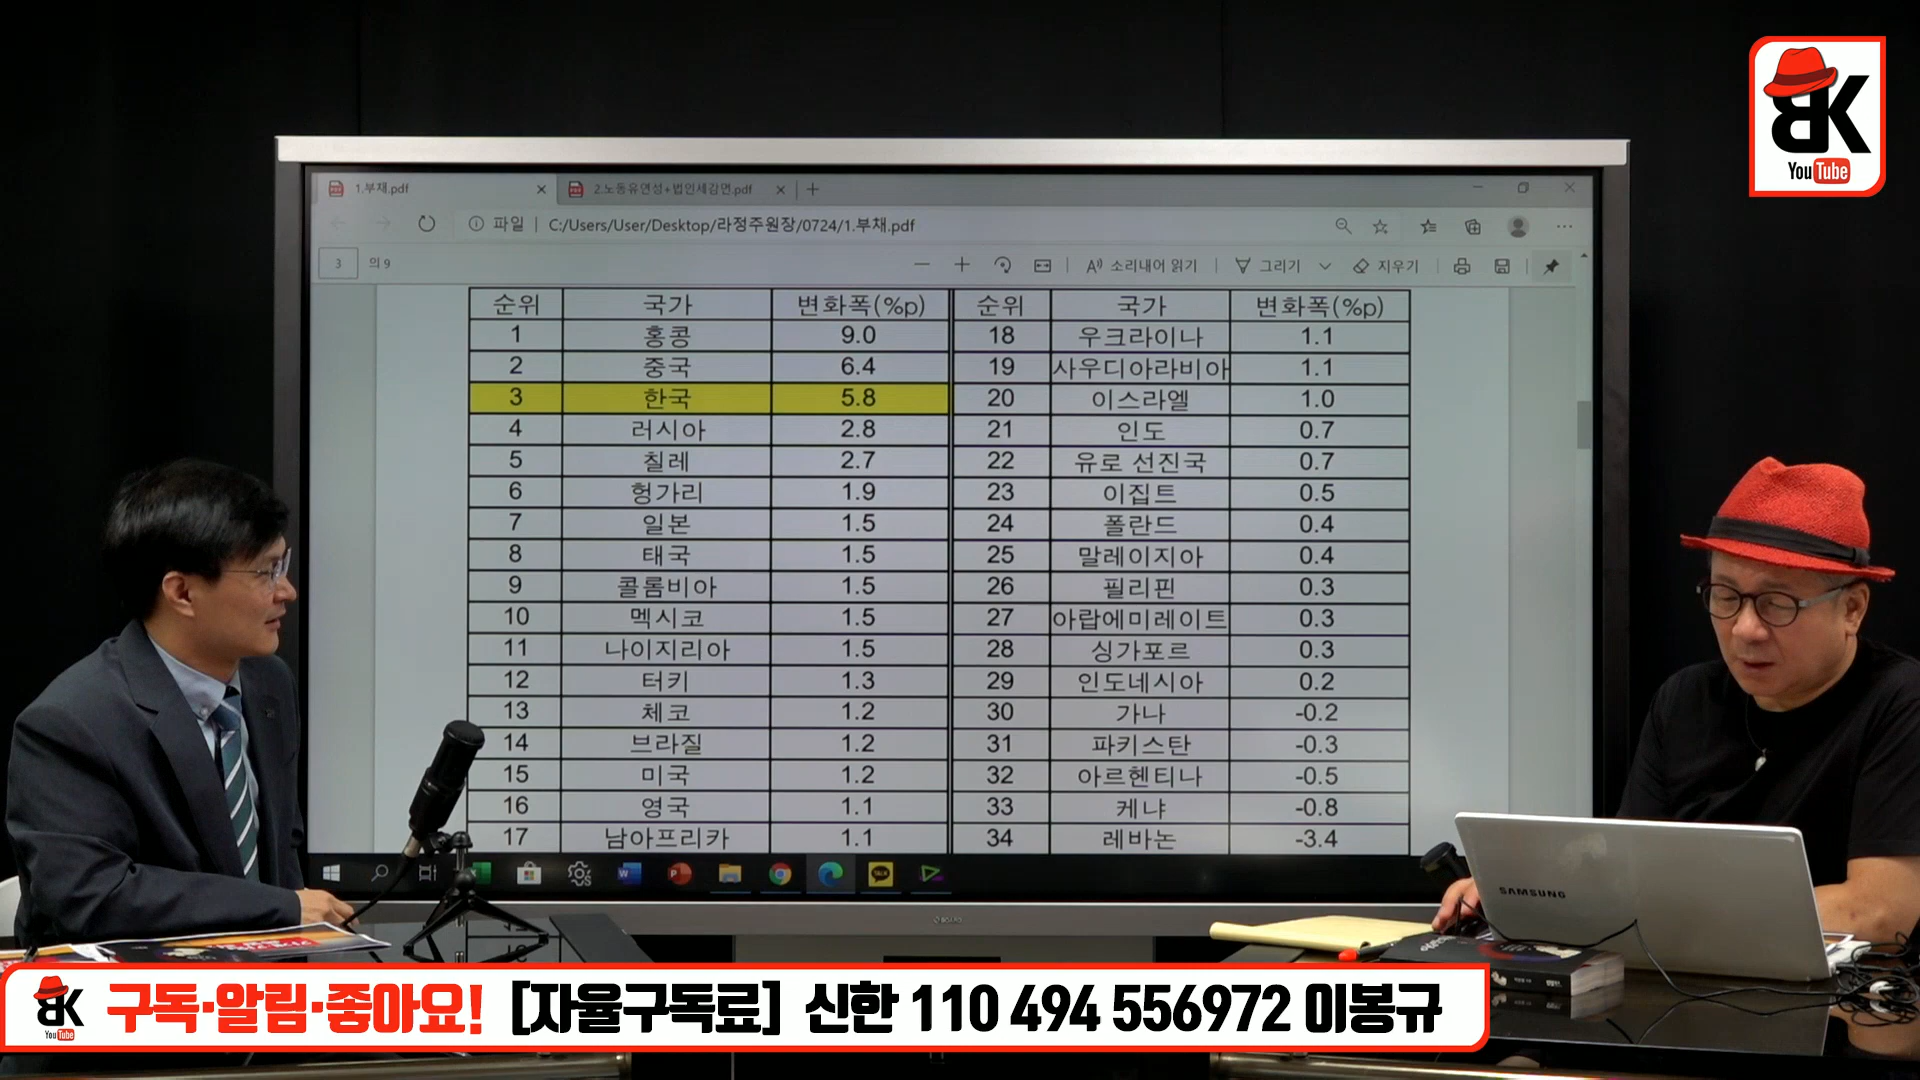 BK
YouTube
1.부채.pdf
2.노동유연성+법인세감면.pdf
파일 | C:/Users/User/Desktop/라정주원장/0724/1.부채.pdf
3 의 9
소리내어 읽기
그리기
지우기
순위 국가 변화폭(%p) 순위 국가 변화폭(%p)
1 홍콩 9.0 18 우크라이나 1.1
2 중국 6.4 19 사우디아라비아 1.1
3 한국 5.8 20 이스라엘 1.0
4 러시아 2.8 21 인도 0.7
5 칠레 2.7 22 유로 선진국 0.7
6 헝가리 1.9 23 이집트 0.5
7 일본 1.5 24 폴란드 0.4
8 태국 1.5 25 말레이지아 0.4
9 콜롬비아 1.5 26 필리핀 0.3
10 멕시코 1.5 27 아랍에미레이트 0.3
11 나이지리아 1.5 28 싱가포르 0.3
12 터키 1.3 29 인도네시아 0.2
13 체코 1.2 30 가나 -0.2
14 브라질 1.2 31 파키스탄 -0.3
15 미국 1.2 32 아르헨티나 -0.5
16 영국 1.1 33 케냐 -0.8
17 남아프리카 1.1 34 레바논 -3.4
SAMSUNG
BK YouTube 구독·알림·좋아요! [자율구독료] 신한 110 494 556972 이봉규